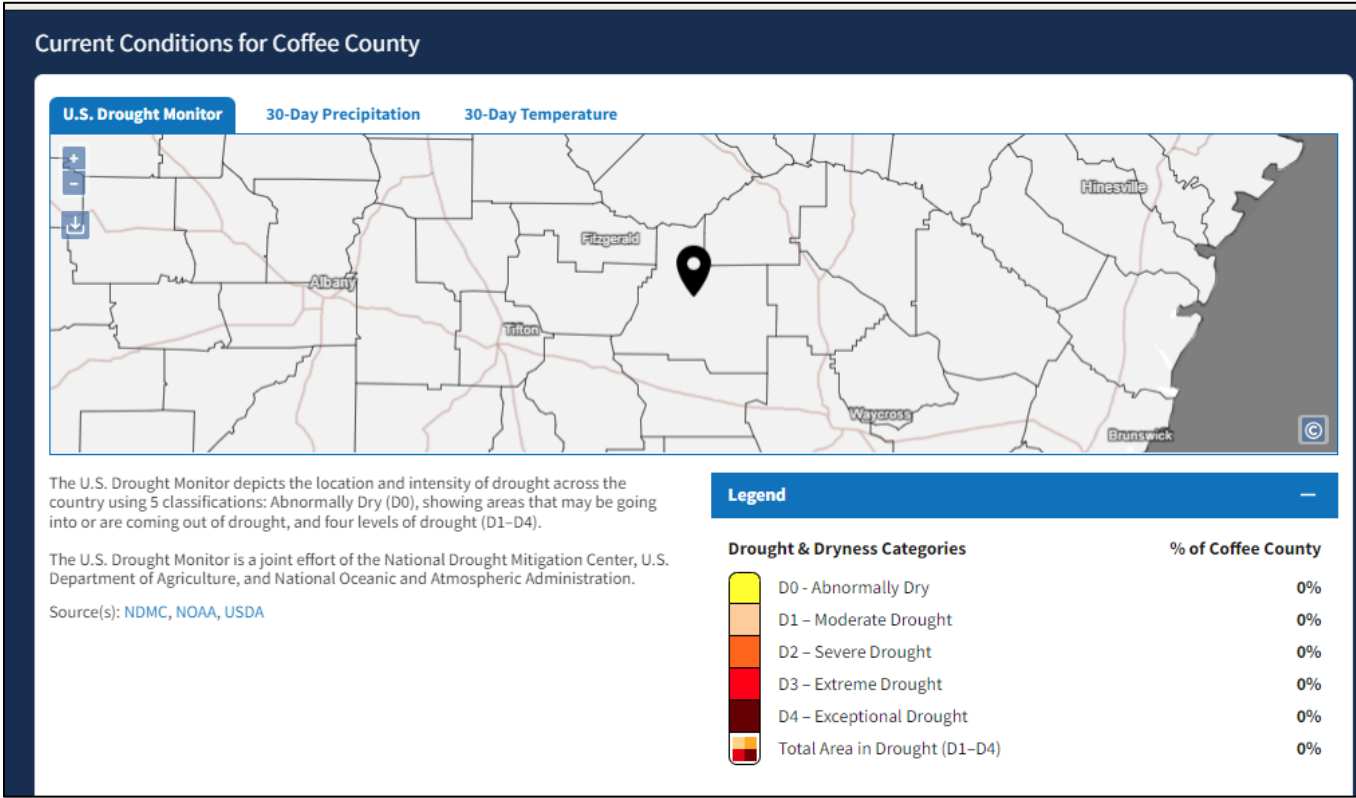 Current Conditions for Coffee County
U.S. Drought Monitor
30-Day Precipitation
30-Day Temperature
+
−
Hinesville
Fitzgerald
Albany
Tifton
Waycross
Brunswick
©
The U.S. Drought Monitor depicts the location and intensity of drought across the
country using 5 classifications: Abnormally Dry (D0), showing areas that may be going
into or are coming out of drought, and four levels of drought (D1–D4).
The U.S. Drought Monitor is a joint effort of the National Drought Mitigation Center, U.S.
Department of Agriculture, and National Oceanic and Atmospheric Administration.
Source(s): NDMC, NOAA, USDA
Legend −
Drought & Dryness Categories % of Coffee County
D0 - Abnormally Dry 0%
D1 – Moderate Drought 0%
D2 – Severe Drought 0%
D3 – Extreme Drought 0%
D4 – Exceptional Drought 0%
Total Area in Drought (D1–D4) 0%